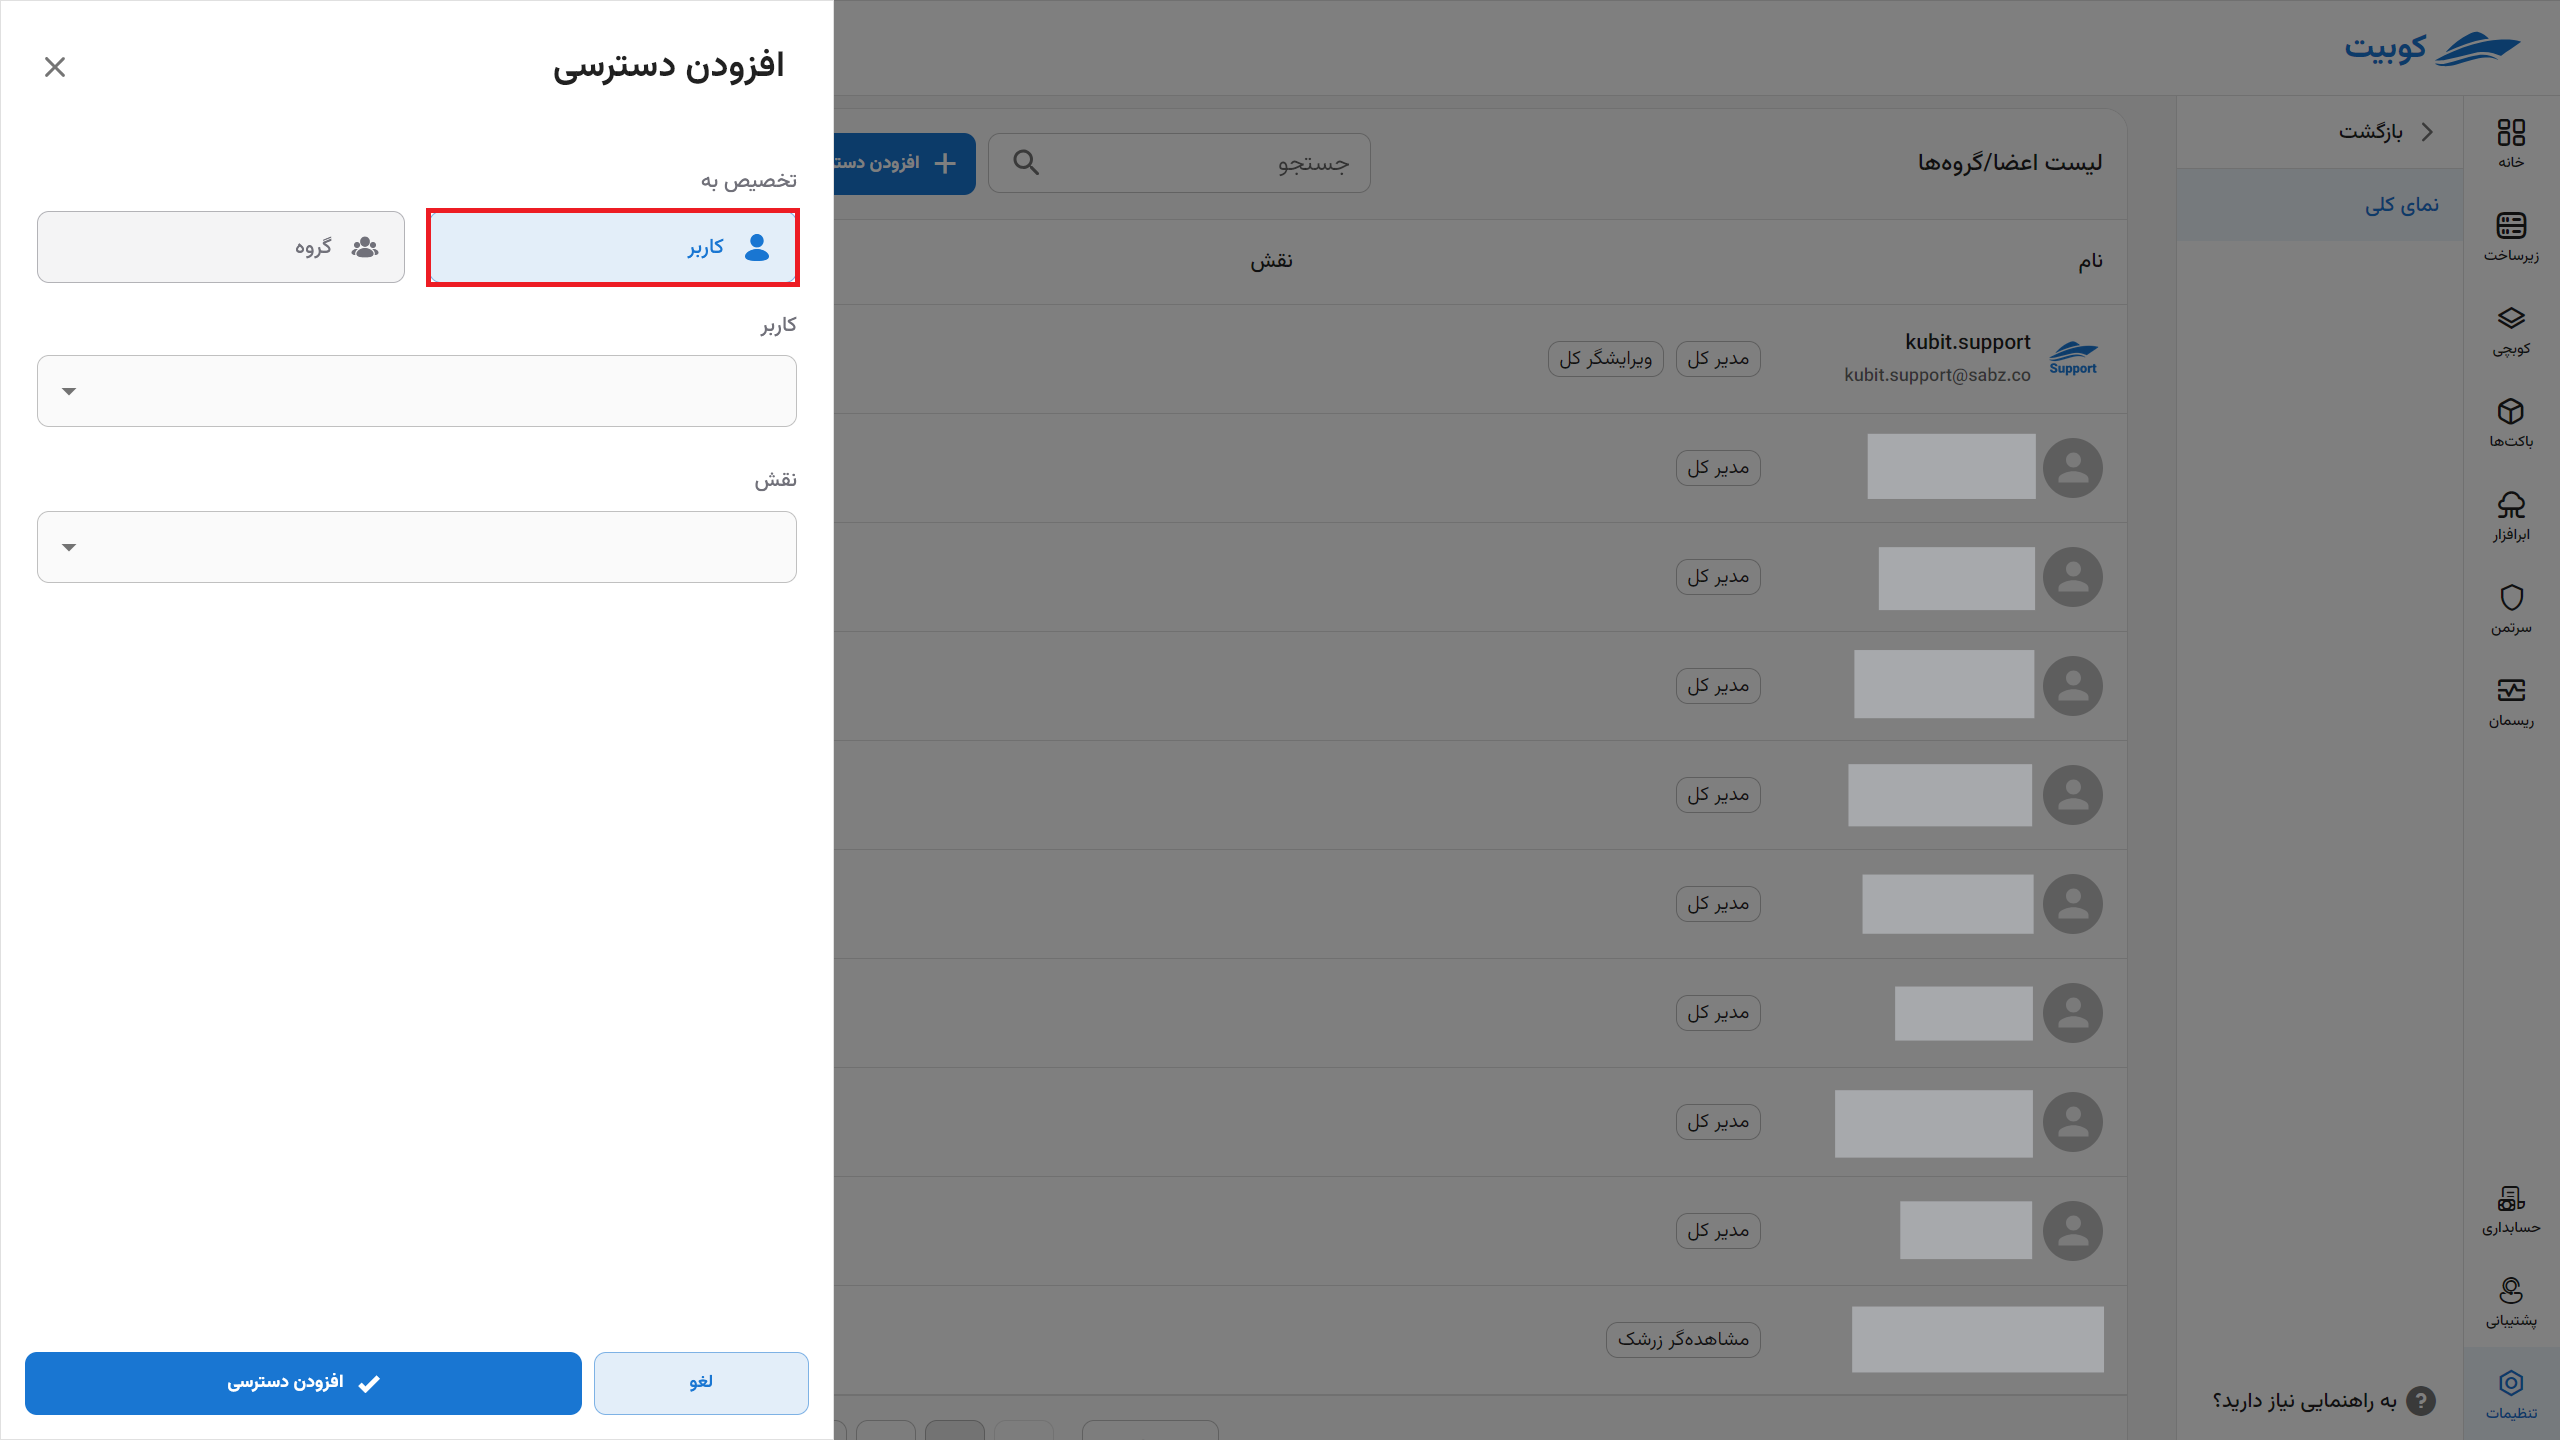 کوبیت
خانه
زیرساخت
کوبچی
باکت‌ها
ابرافزار
سرتمن
ریسمان
حسابداری
پشتیبانی
تنظیمات
بازگشت
نمای کلی
به راهنمایی نیاز دارید؟
لیست اعضا/گروه‌ها
جستجو
افزودن دست
نام
نقش
kubit.support
kubit.support@sabz.co
Support
مدیر کل
ویرایشگر کل
مدیر کل
مدیر کل
مدیر کل
مدیر کل
مدیر کل
مدیر کل
مدیر کل
مدیر کل
مشاهده‌گر زرشک
افزودن دسترسی
تخصیص به
کاربر
گروه
کاربر
نقش
لغو
افزودن دسترسی